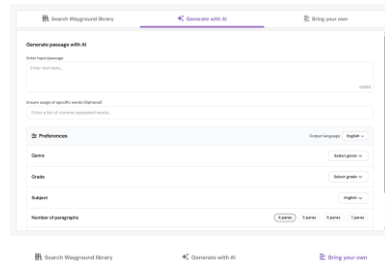 Search Wayground library
Generate with AI
Bring your own
Generate passage with AI
Enter topic/passage
Enter text here...
Ensure usage of specific words (Optional)
Enter a list of comma separated words...
Preferences
Output language English
Genre Select genre
Grade Select grade
Subject English
Number of paragraphs 4 paras 5 paras 6 paras 7 paras
Search Wayground library
Generate with AI
Bring your own